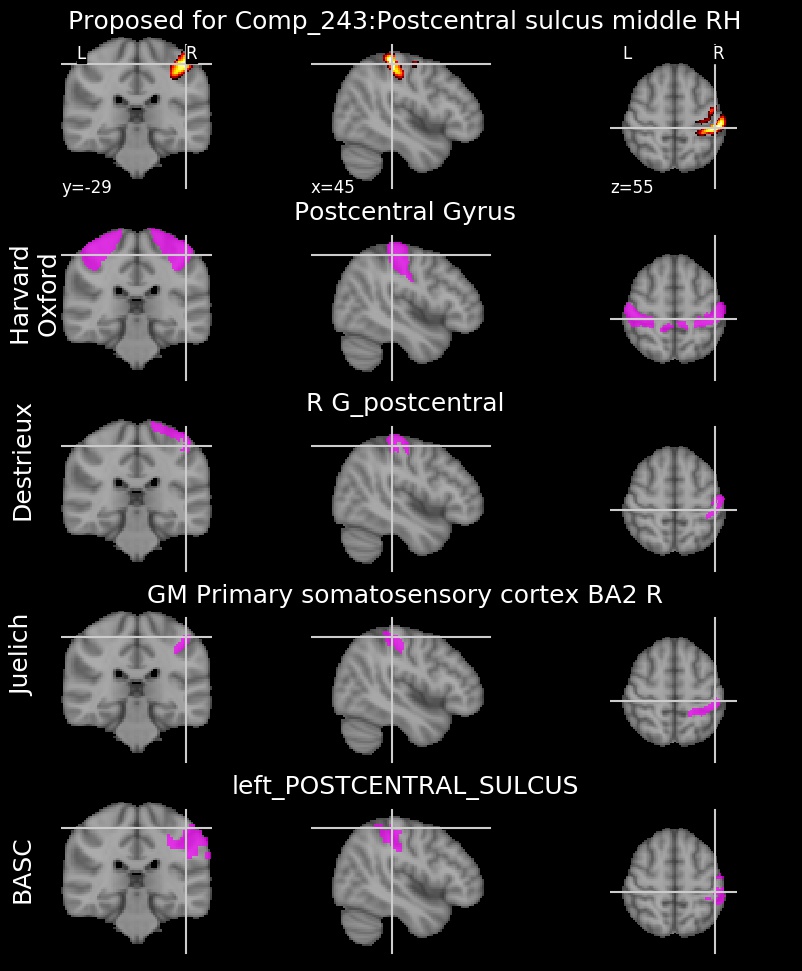 Proposed for Comp_243:Postcentral sulcus middle RH
L R L R
y=-29 x=45 z=55
Postcentral Gyrus
Harvard
Oxford
R G_postcentral
Destrieux
GM Primary somatosensory cortex BA2 R
Juelich
left_POSTCENTRAL_SULCUS
BASC